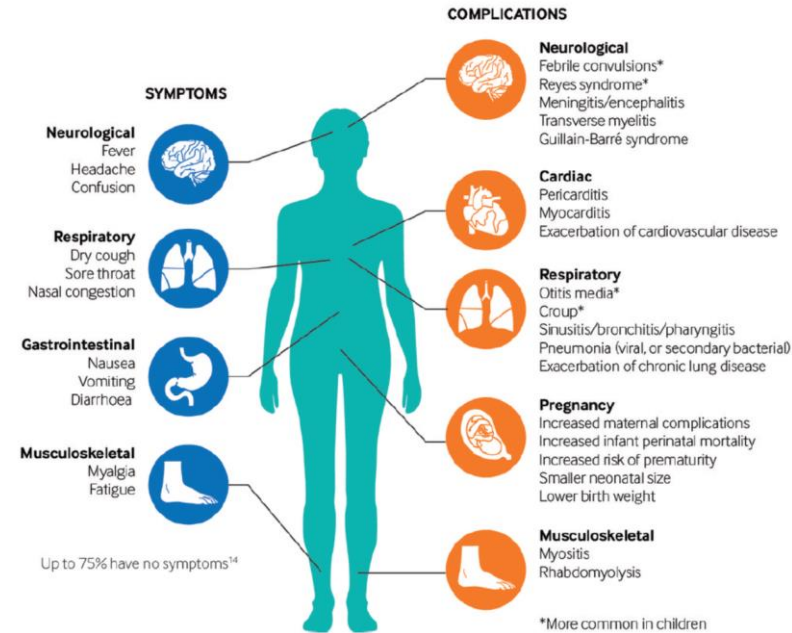 SYMPTOMS
Neurological
Fever
Headache
Confusion
Respiratory
Dry cough
Sore throat
Nasal congestion
Gastrointestinal
Nausea
Vomiting
Diarrhoea
Musculoskeletal
Myalgia
Fatigue
Up to 75% have no symptoms¹⁴
COMPLICATIONS
Neurological
Febrile convulsions*
Reyes syndrome*
Meningitis/encephalitis
Transverse myelitis
Guillain-Barré syndrome
Cardiac
Pericarditis
Myocarditis
Exacerbation of cardiovascular disease
Respiratory
Otitis media*
Croup*
Sinusitis/bronchitis/pharyngitis
Pneumonia (viral, or secondary bacterial)
Exacerbation of chronic lung disease
Pregnancy
Increased maternal complications
Increased infant perinatal mortality
Increased risk of prematurity
Smaller neonatal size
Lower birth weight
Musculoskeletal
Myositis
Rhabdomyolysis
*More common in children